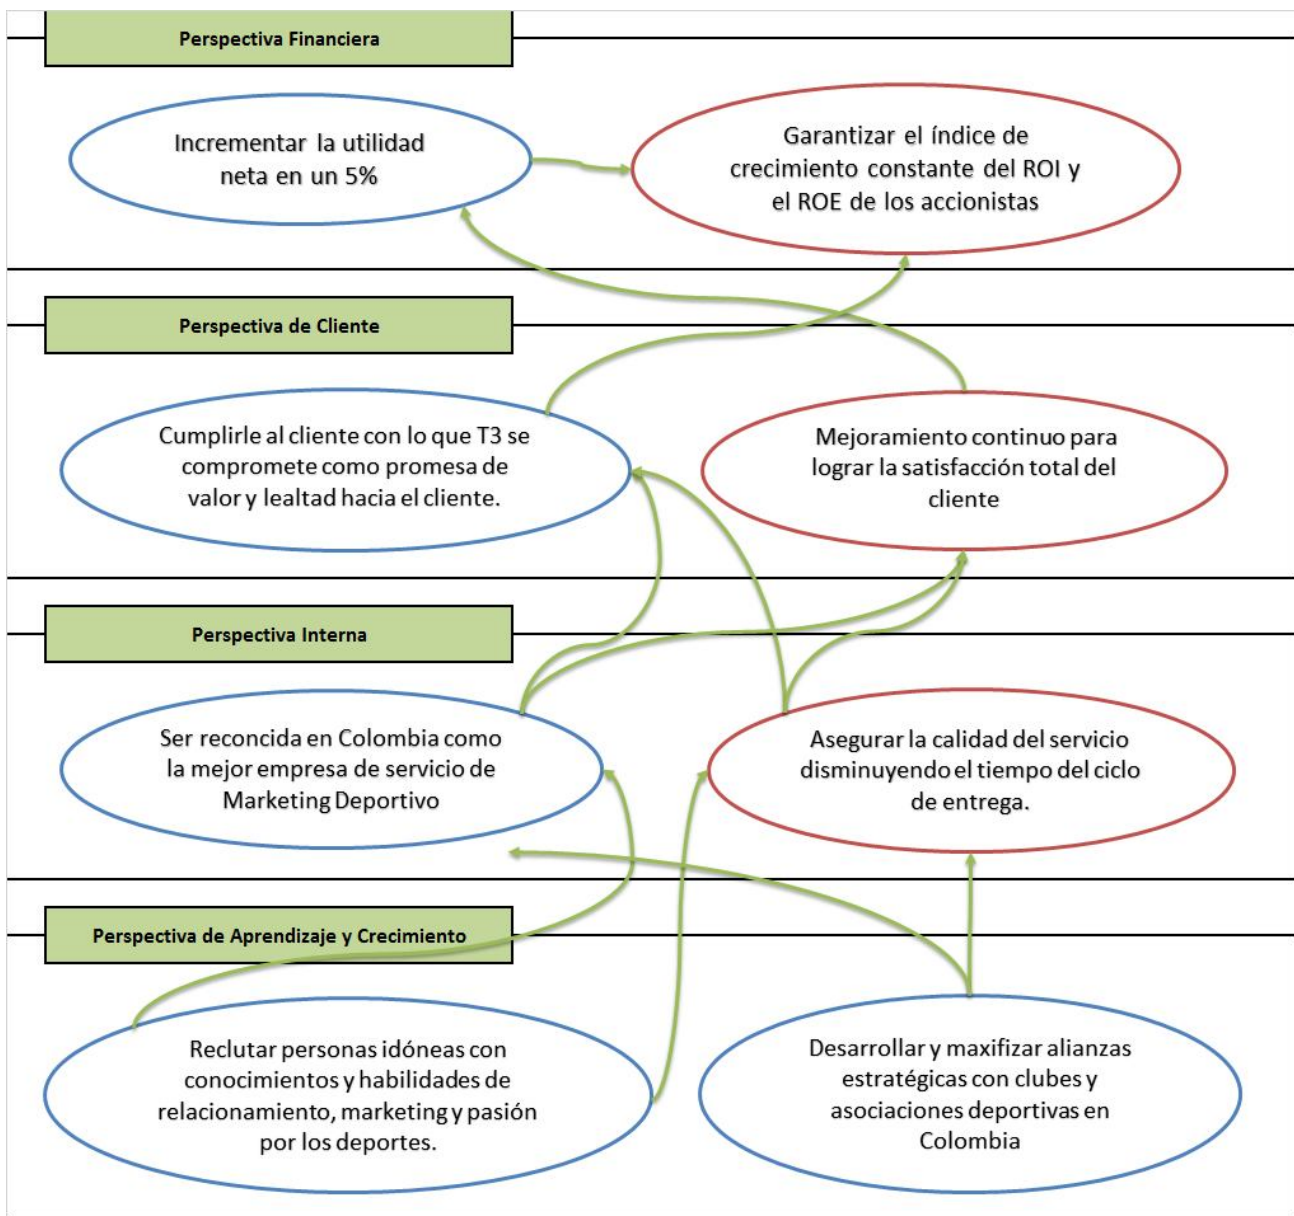 Perspectiva Financiera
Incrementar la utilidad
neta en un 5%
Garantizar el índice de
crecimiento constante del ROI y
el ROE de los accionistas
Perspectiva de Cliente
Cumplirle al cliente con lo que T3 se
compromete como promesa de
valor y lealtad hacia el cliente.
Mejoramiento continuo para
lograr la satisfacción total del
cliente
Perspectiva Interna
Ser reconcida en Colombia como
la mejor empresa de servicio de
Marketing Deportivo
Asegurar la calidad del servicio
disminuyendo el tiempo del ciclo
de entrega.
Perspectiva de Aprendizaje y Crecimiento
Reclutar personas idóneas con
conocimientos y habilidades de
relacionamiento, marketing y pasión
por los deportes.
Desarrollar y maxifizar alianzas
estratégicas con clubes y
asociaciones deportivas en
Colombia